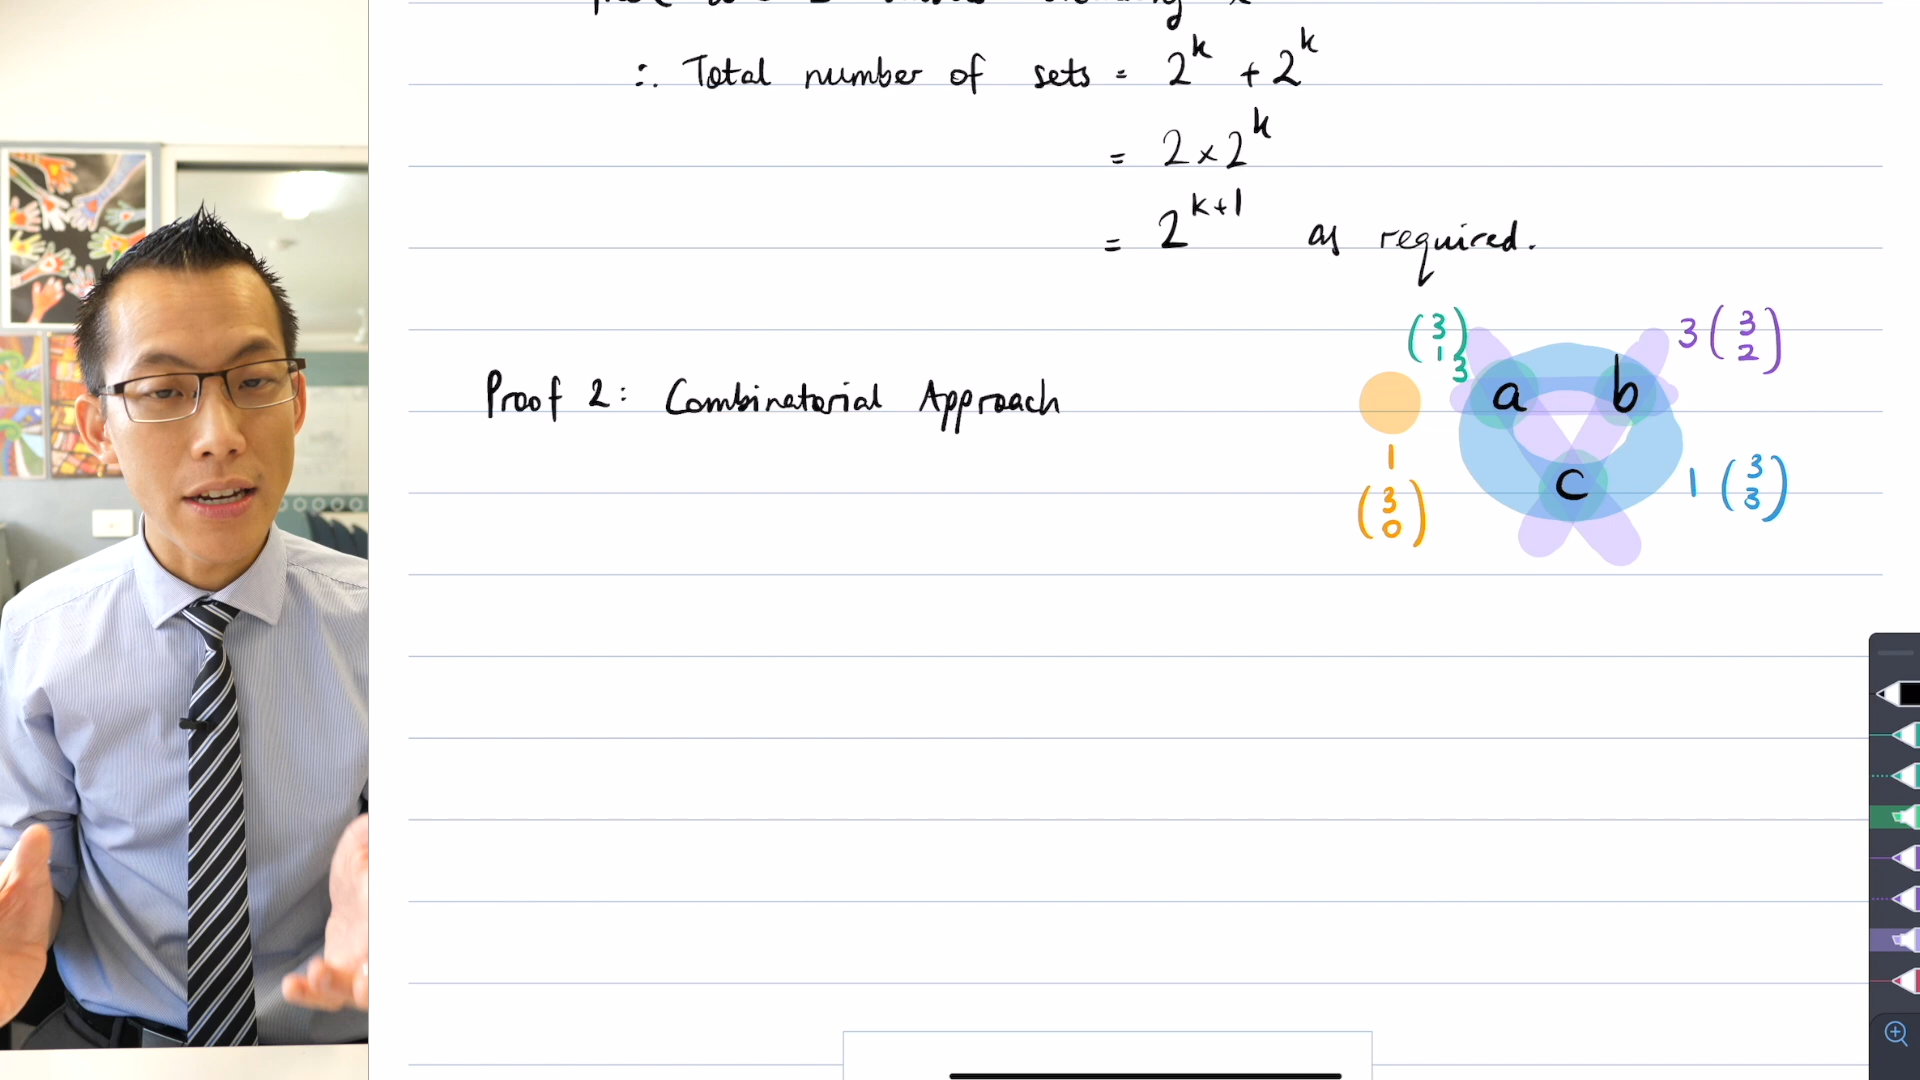 ∴ Total number of sets = 2^k + 2^k
= 2 × 2^k
= 2^{k+1} as required.
(3 1) 3
3 (3 2)
Proof 2: Combinatorial Approach
a b
c
1
(3 0)
1 (3 3)